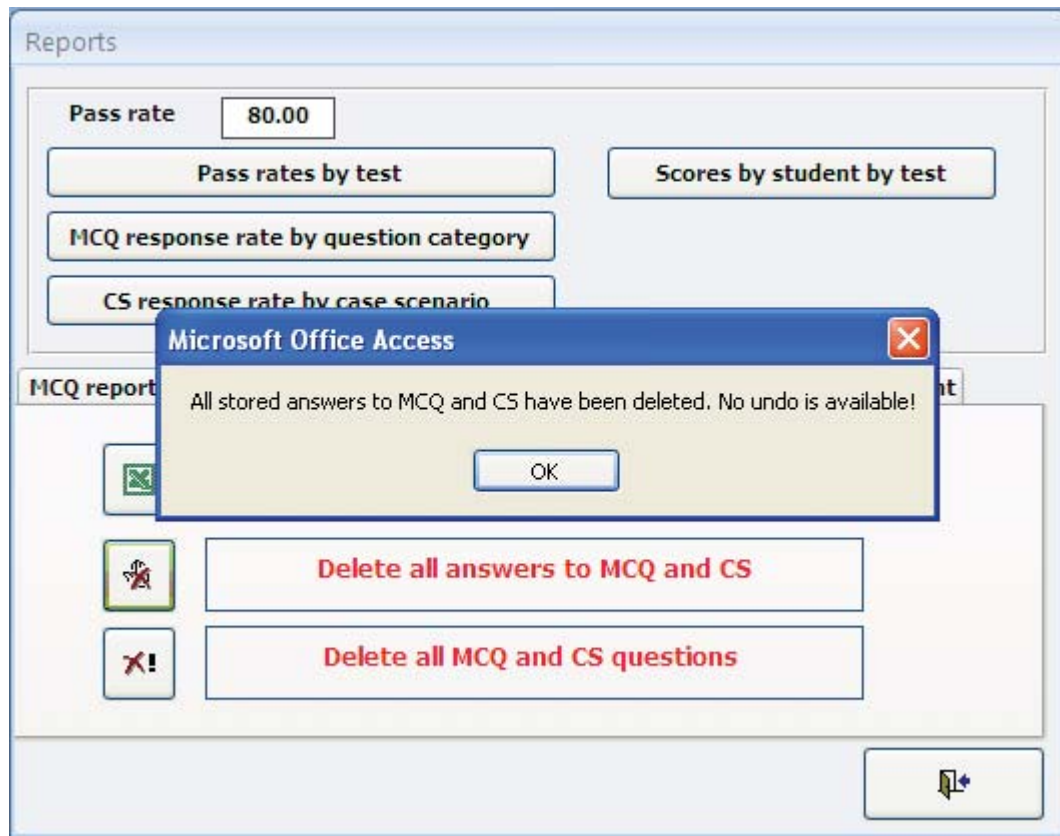 Reports
Pass rate 80.00
Pass rates by test Scores by student by test
MCQ response rate by question category
CS response rate by case scenario
Microsoft Office Access
MCQ report
All stored answers to MCQ and CS have been deleted. No undo is available!
OK
Delete all answers to MCQ and CS
Delete all MCQ and CS questions